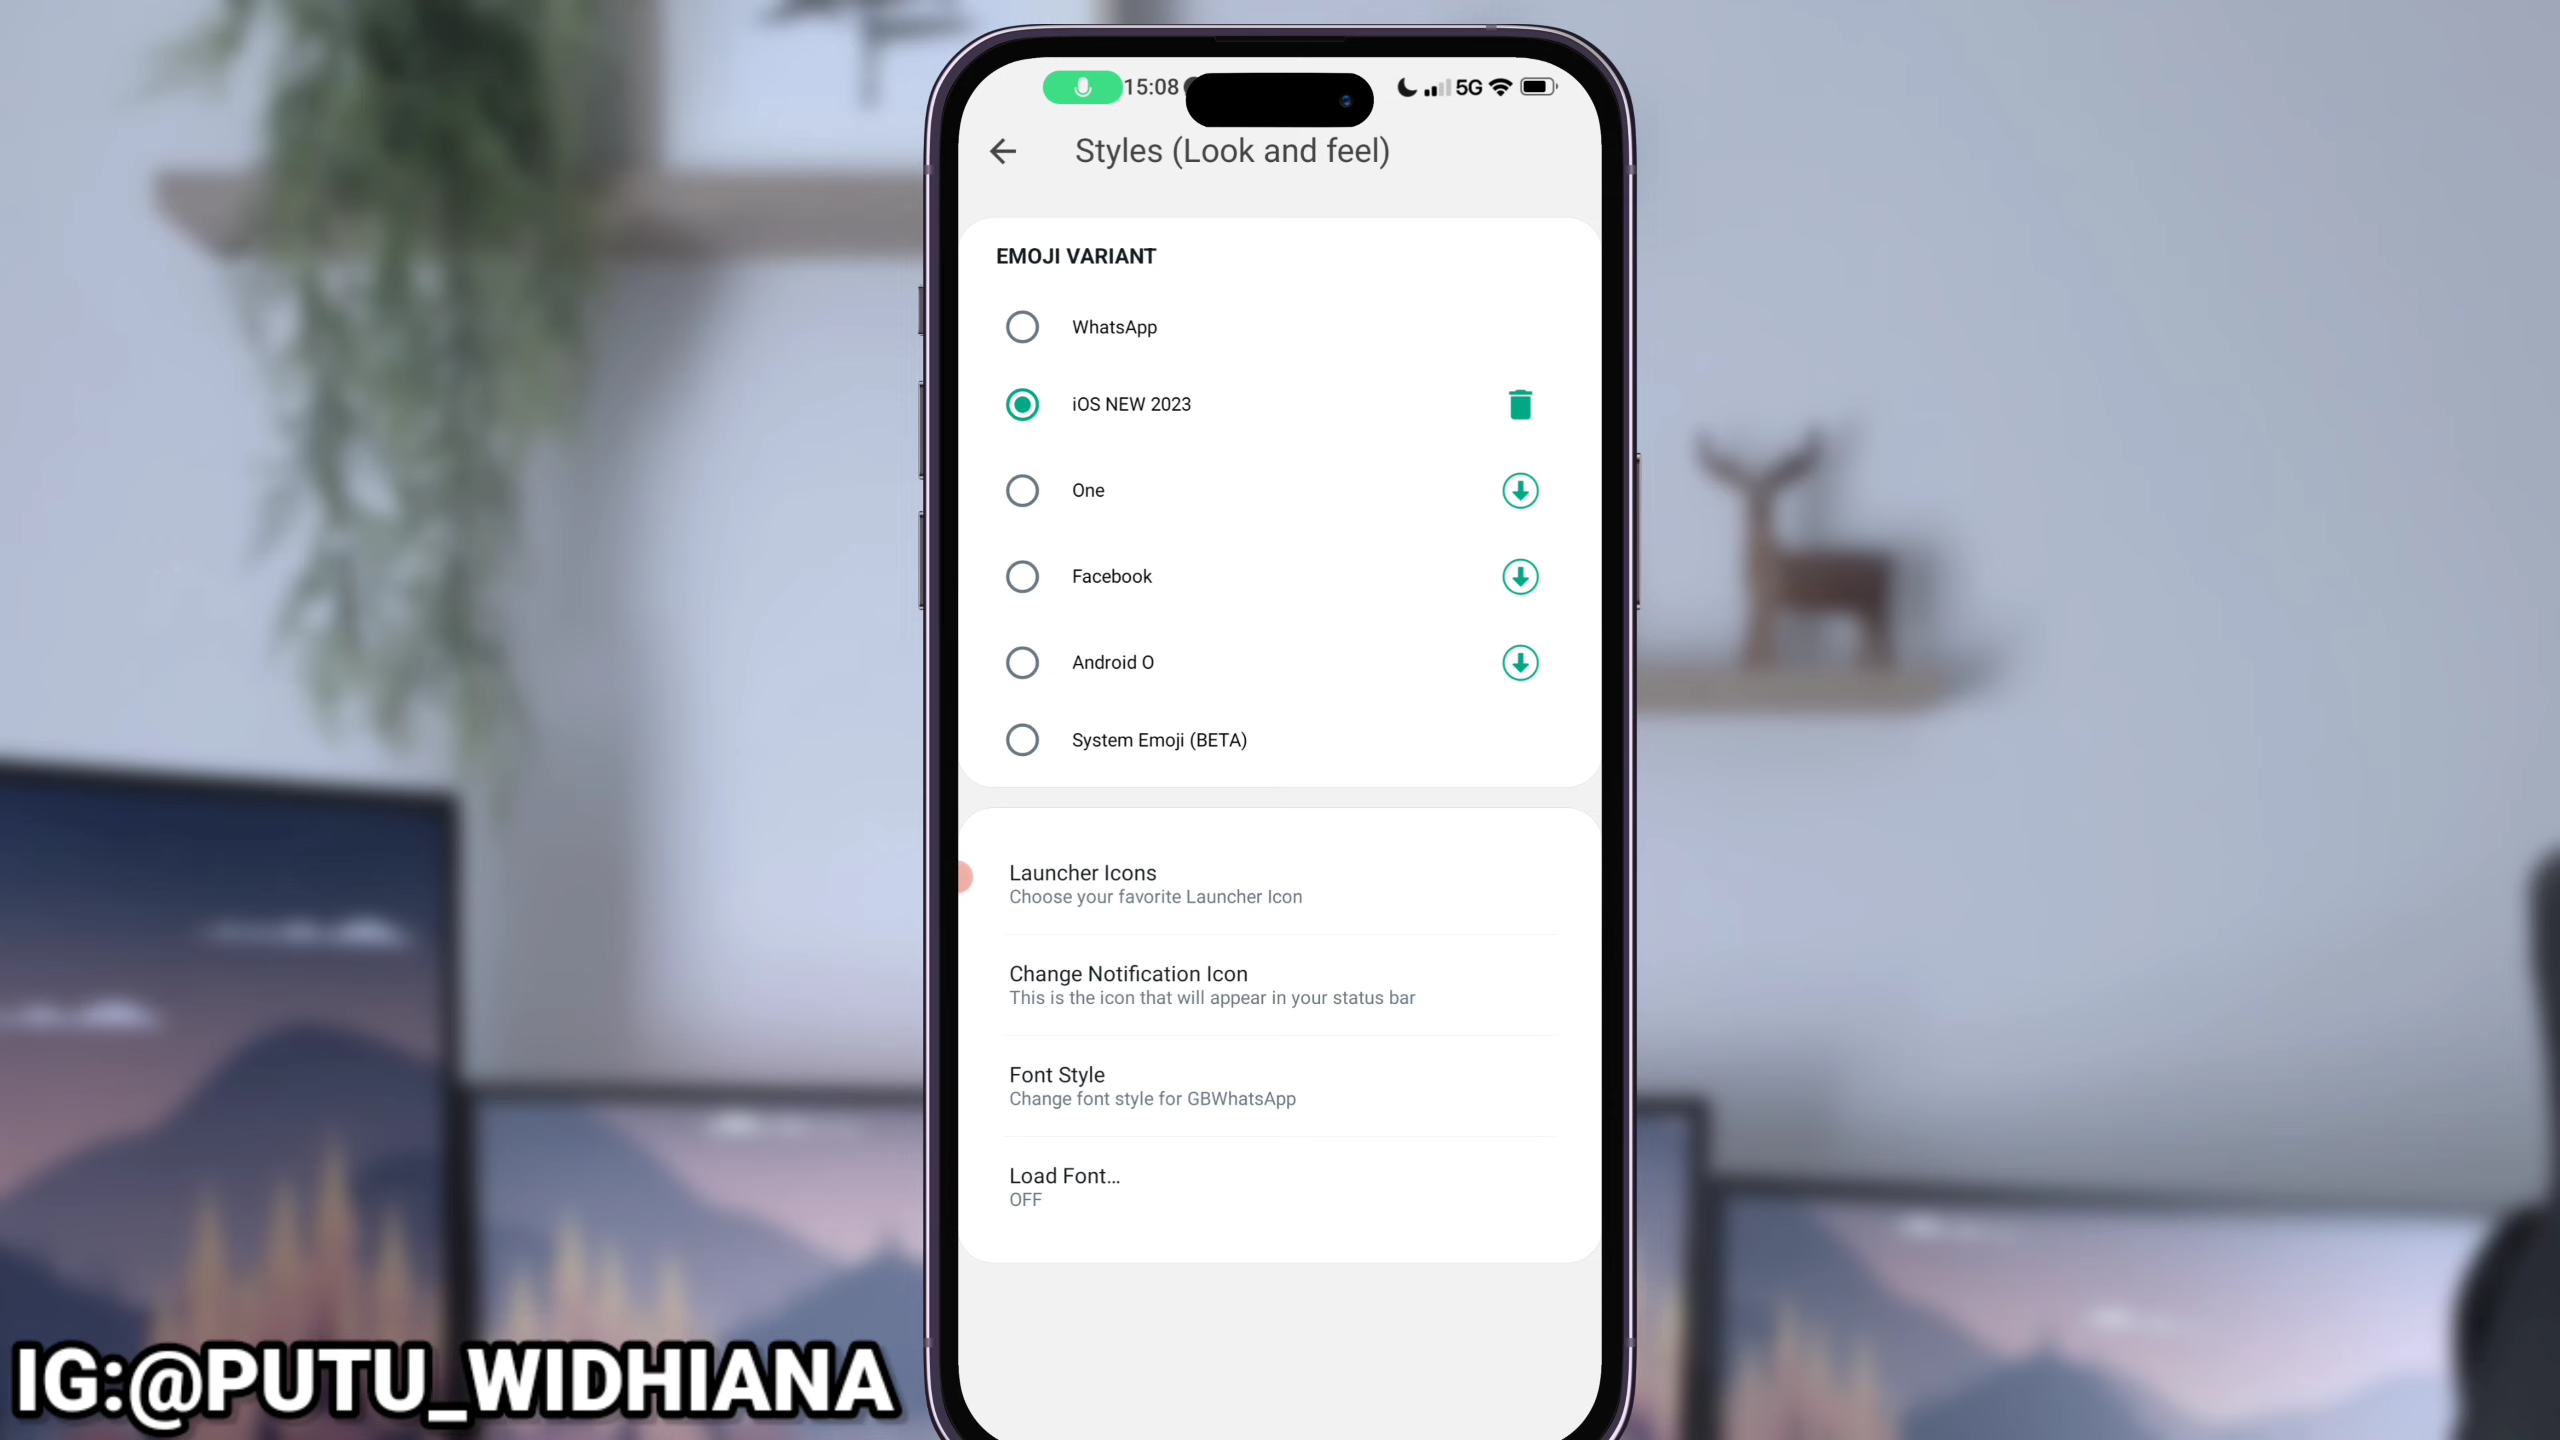 15:08
5G
Styles (Look and feel)
EMOJI VARIANT
WhatsApp
iOS NEW 2023
One
Facebook
Android O
System Emoji (BETA)
Launcher Icons
Choose your favorite Launcher Icon
Change Notification Icon
This is the icon that will appear in your status bar
Font Style
Change font style for GBWhatsApp
Load Font...
OFF
IG:@PUTU_WIDHIANA